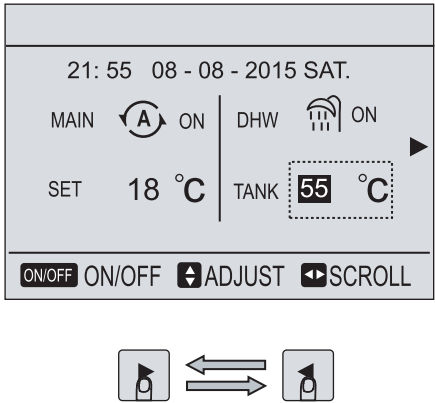 21: 55 08 - 08 - 2015 SAT.
MAIN A ON DHW ON
SET 18 °C TANK 55 °C
ON/OFF ON/OFF ADJUST SCROLL